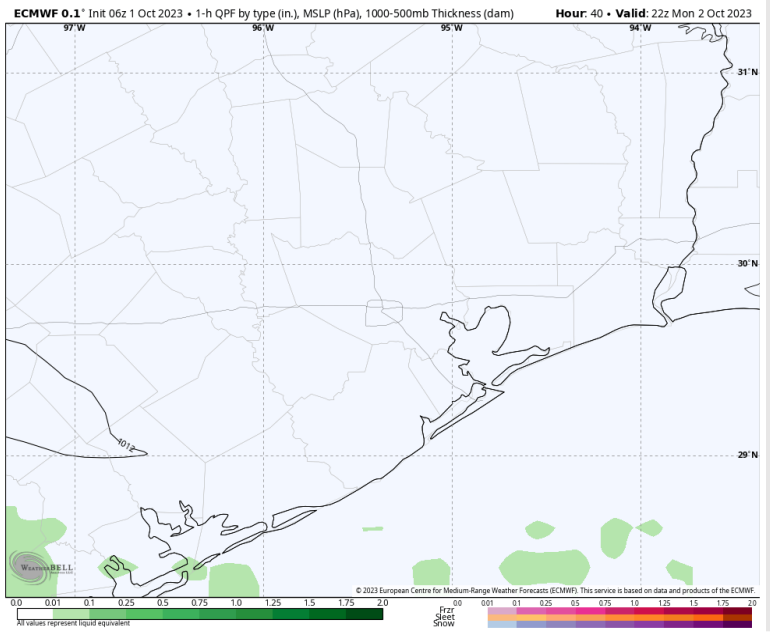 ECMWF 0.1° Init 06z 1 Oct 2023 • 1-h QPF by type (in.), MSLP (hPa), 1000-500mb Thickness (dam) Hour: 40 • Valid: 22z Mon 2 Oct 2023
97°W 96°W 95°W 94°W
31°N
30°N
1012
29°N
WEATHERBELL
© 2023 European Centre for Medium-Range Weather Forecasts (ECMWF). This service is based on data and products of the ECMWF.
0.0 0.01 0.1 0.25 0.5 0.75 1.0 1.25 1.5 1.75 2.0
All values represent liquid equivalent
0.0 0.01 0.1 0.25 0.5 0.75 1.0 1.25 1.5 1.75 2.0
Frzr
Sleet
Snow